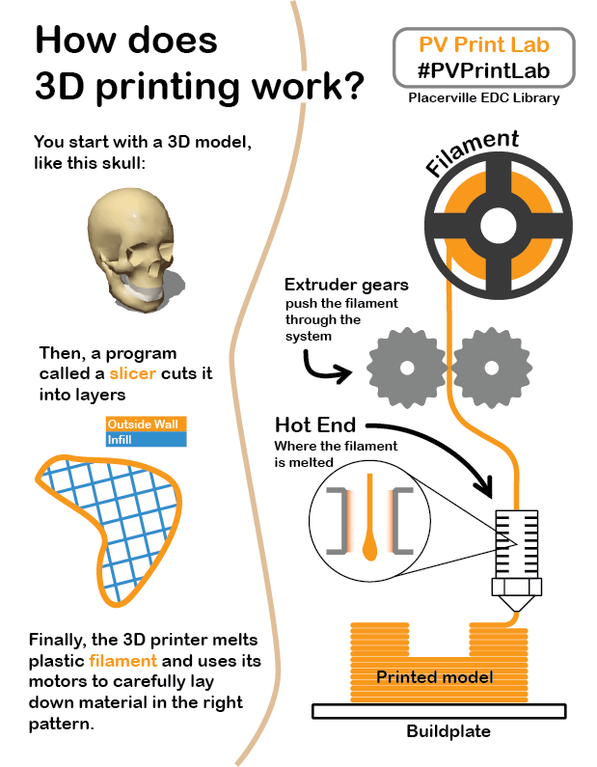 How does
3D printing work?
PV Print Lab
#PVPrintLab
Placerville EDC Library
You start with a 3D model,
like this skull:
Then, a program
called a slicer cuts it
into layers
Outside Wall
Infill
Finally, the 3D printer melts
plastic filament and uses its
motors to carefully lay
down material in the right
pattern.
Filament
Extruder gears
push the filament
through the
system
Hot End
Where the filament
is melted
Printed model
Buildplate